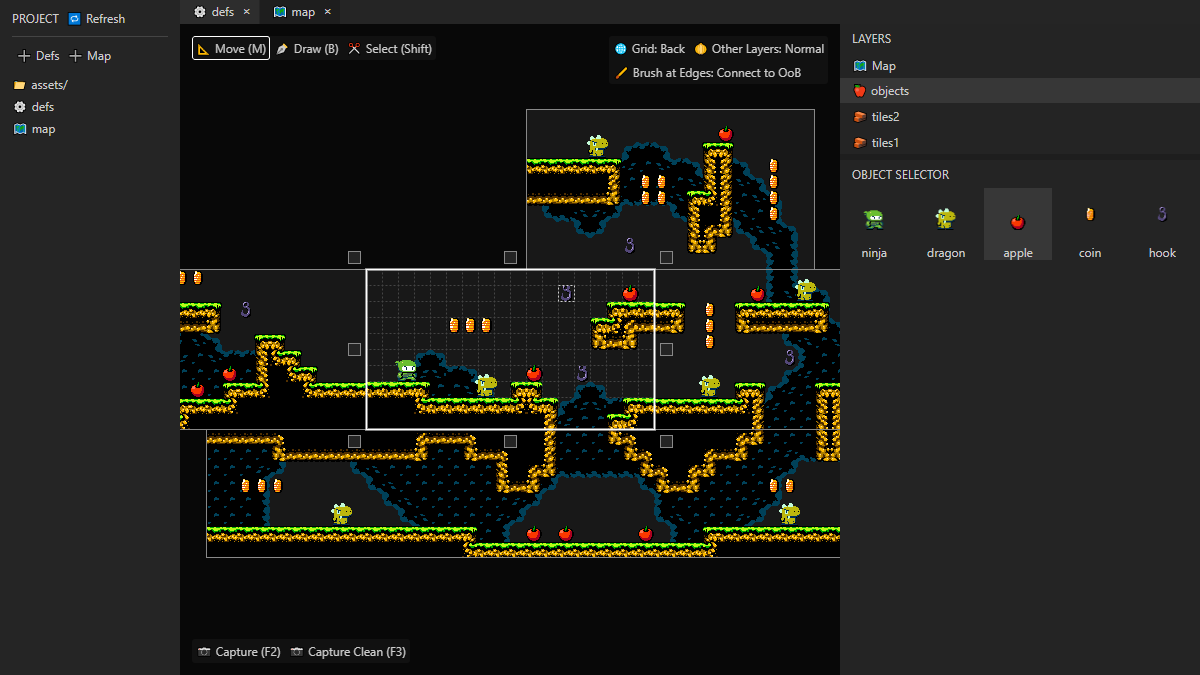 PROJECT Refresh
Defs Map
assets/
defs
map
defs × map ×
Move (M) Draw (B) Select (Shift)
Grid: Back Other Layers: Normal
Brush at Edges: Connect to OoB
Capture (F2) Capture Clean (F3)
LAYERS
Map
objects
tiles2
tiles1
OBJECT SELECTOR
ninja dragon apple coin hook